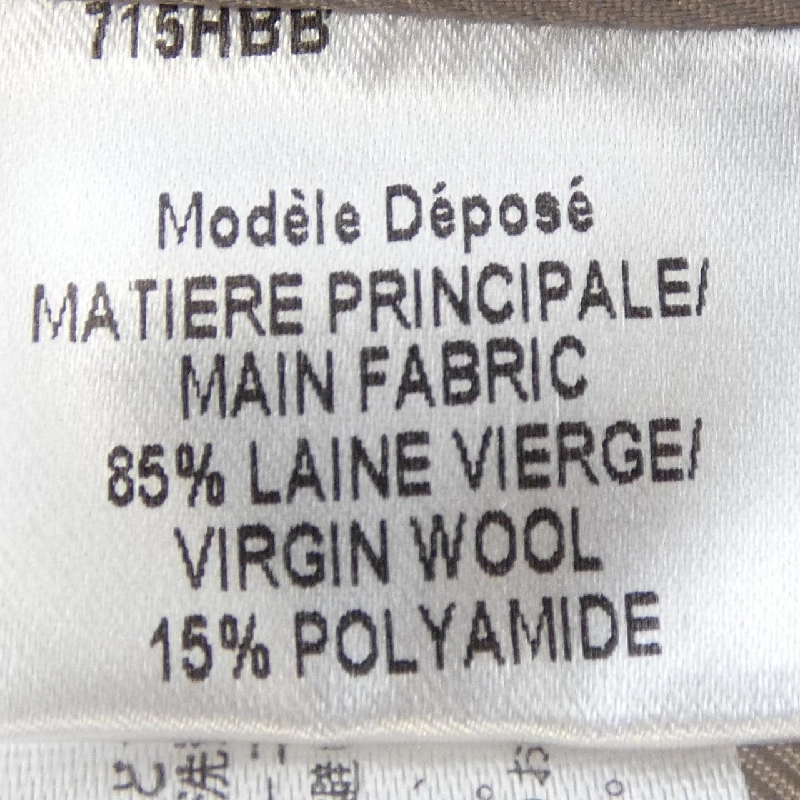 715HBB
Modèle Déposé
MATIERE PRINCIPALE/
MAIN FABRIC
85% LAINE VIERGE/
VIRGIN WOOL
15% POLYAMIDE